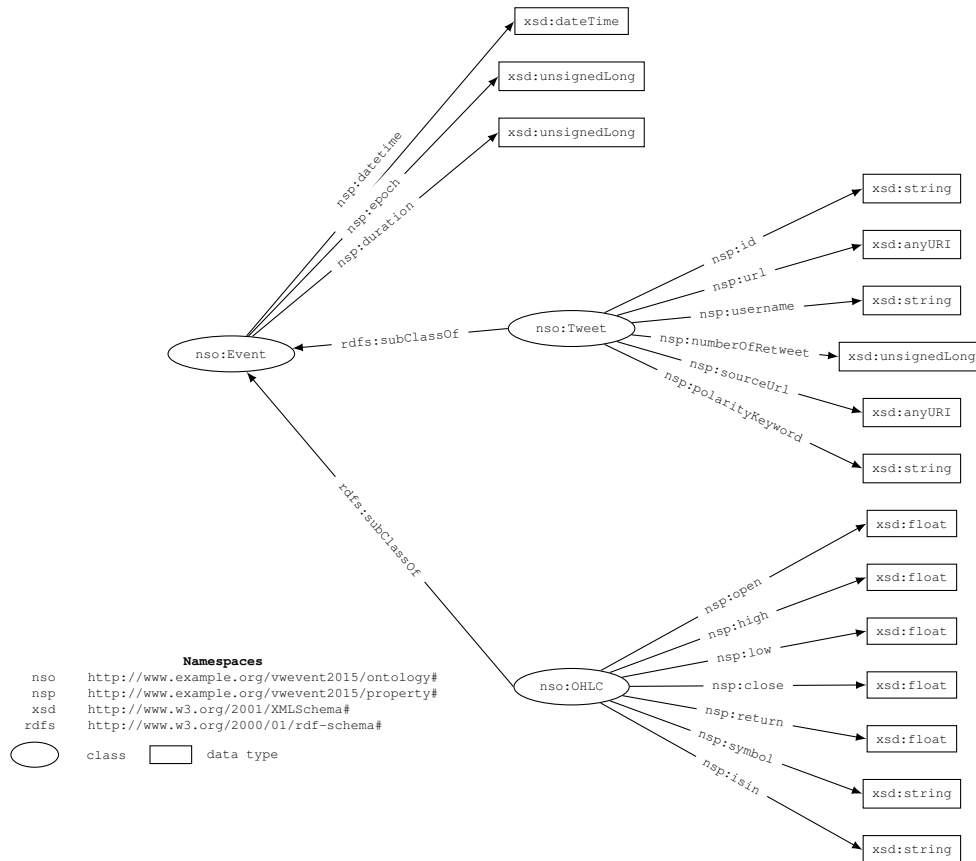 xsd:dateTime
xsd:unsignedLong
xsd:unsignedLong
nsp:datetime
nsp:epoch
nsp:duration
nso:Event
rdfs:subClassOf
nso:Tweet
nsp:id
xsd:string
nsp:url
xsd:anyURI
nsp:username
xsd:string
nsp:numberOfRetweet
xsd:unsignedLong
nsp:sourceUrl
xsd:anyURI
nsp:polarityKeyword
xsd:string
rdfs:subClassOf
nso:OHLC
nsp:open
xsd:float
nsp:high
xsd:float
nsp:low
xsd:float
nsp:close
xsd:float
nsp:return
xsd:float
nsp:symbol
xsd:string
nsp:isin
xsd:string
Namespaces
nso http://www.example.org/vwevent2015/ontology#
nsp http://www.example.org/vwevent2015/property#
xsd http://www.w3.org/2001/XMLSchema#
rdfs http://www.w3.org/2000/01/rdf-schema#
class data type